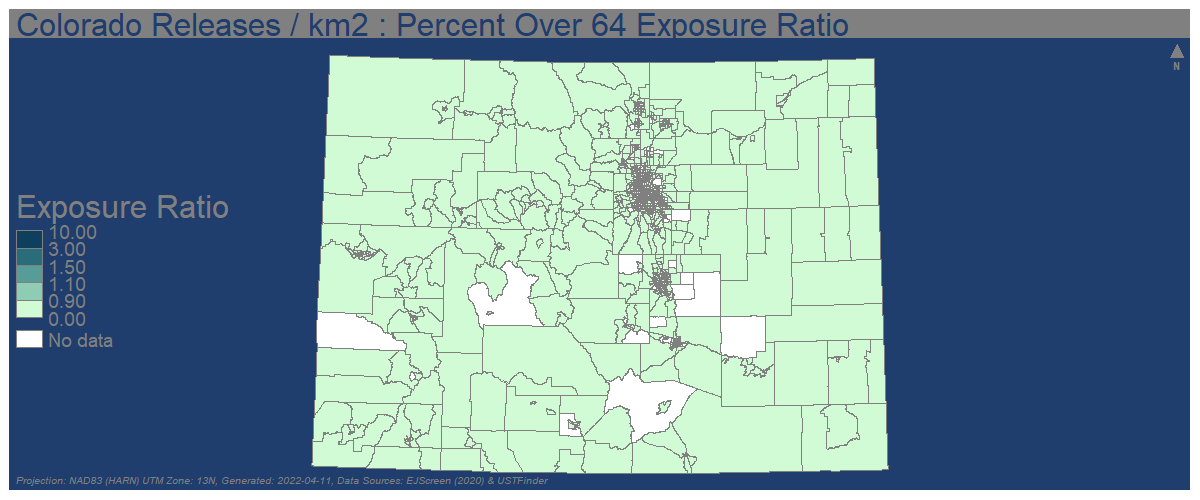 Colorado Releases / km2 : Percent Over 64 Exposure Ratio
N
Exposure Ratio
10.00
3.00
1.50
1.10
0.90
0.00
No data
Projection: NAD83 (HARN) UTM Zone: 13N, Generated: 2022-04-11, Data Sources: EJScreen (2020) & USTFinder